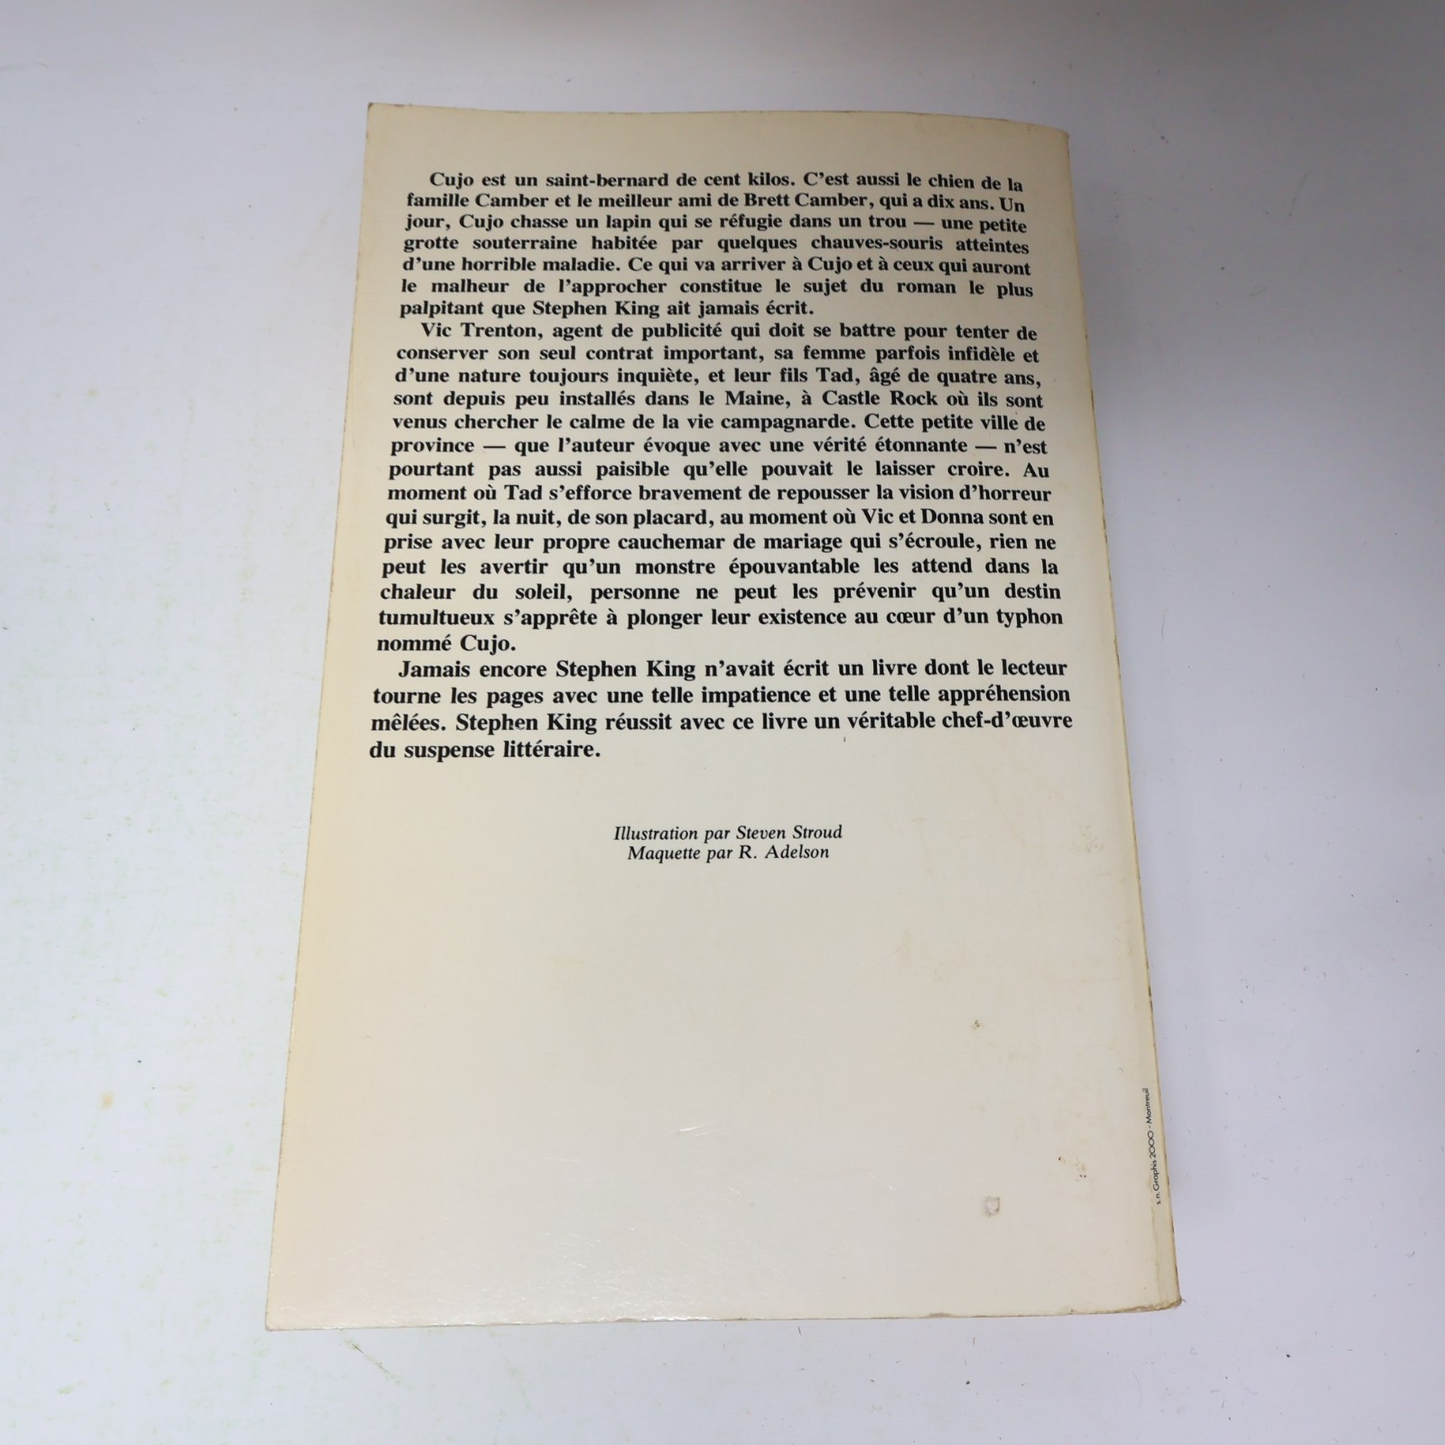 Cujo est un saint-bernard de cent kilos. C'est aussi le chien de la
famille Camber et le meilleur ami de Brett Camber, qui a dix ans. Un
jour, Cujo chasse un lapin qui se réfugie dans un trou — une petite
grotte souterraine habitée par quelques chauves-souris atteintes
d'une horrible maladie. Ce qui va arriver à Cujo et à ceux qui auront
le malheur de l'approcher constitue le sujet du roman le plus
palpitant que Stephen King ait jamais écrit.
Vic Trenton, agent de publicité qui doit se battre pour tenter de
conserver son seul contrat important, sa femme parfois infidèle et
d'une nature toujours inquiète, et leur fils Tad, âgé de quatre ans,
sont depuis peu installés dans le Maine, à Castle Rock où ils sont
venus chercher le calme de la vie campagnarde. Cette petite ville de
province — que l'auteur évoque avec une vérité étonnante — n'est
pourtant pas aussi paisible qu'elle pouvait le laisser croire. Au
moment où Tad s'efforce bravement de repousser la vision d'horreur
qui surgit, la nuit, de son placard, au moment où Vic et Donna sont en
prise avec leur propre cauchemar de mariage qui s'écroule, rien ne
peut les avertir qu'un monstre épouvantable les attend dans la
chaleur du soleil, personne ne peut les prévenir qu'un destin
tumultueux s'apprête à plonger leur existence au cœur d'un typhon
nommé Cujo.
Jamais encore Stephen King n'avait écrit un livre dont le lecteur
tourne les pages avec une telle impatience et une telle appréhension
mêlées. Stephen King réussit avec ce livre un véritable chef-d'œuvre
du suspense littéraire.
Illustration par Steven Stroud
Maquette par R. Adelson
s.n. Graphis 2000 - Montreuil